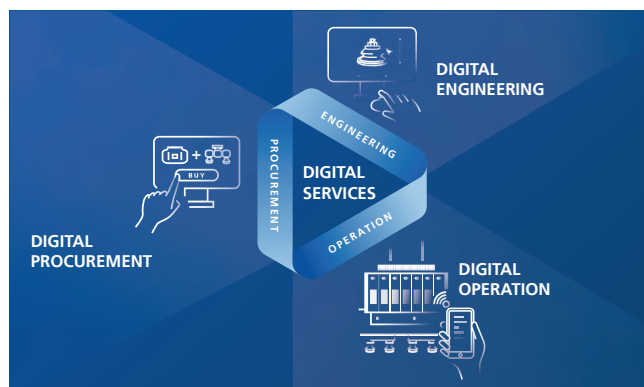 DIGITAL
ENGINEERING
ENGINEERING
PROCUREMENT
DIGITAL
SERVICES
OPERATION
BUY
DIGITAL
PROCUREMENT
DIGITAL
OPERATION